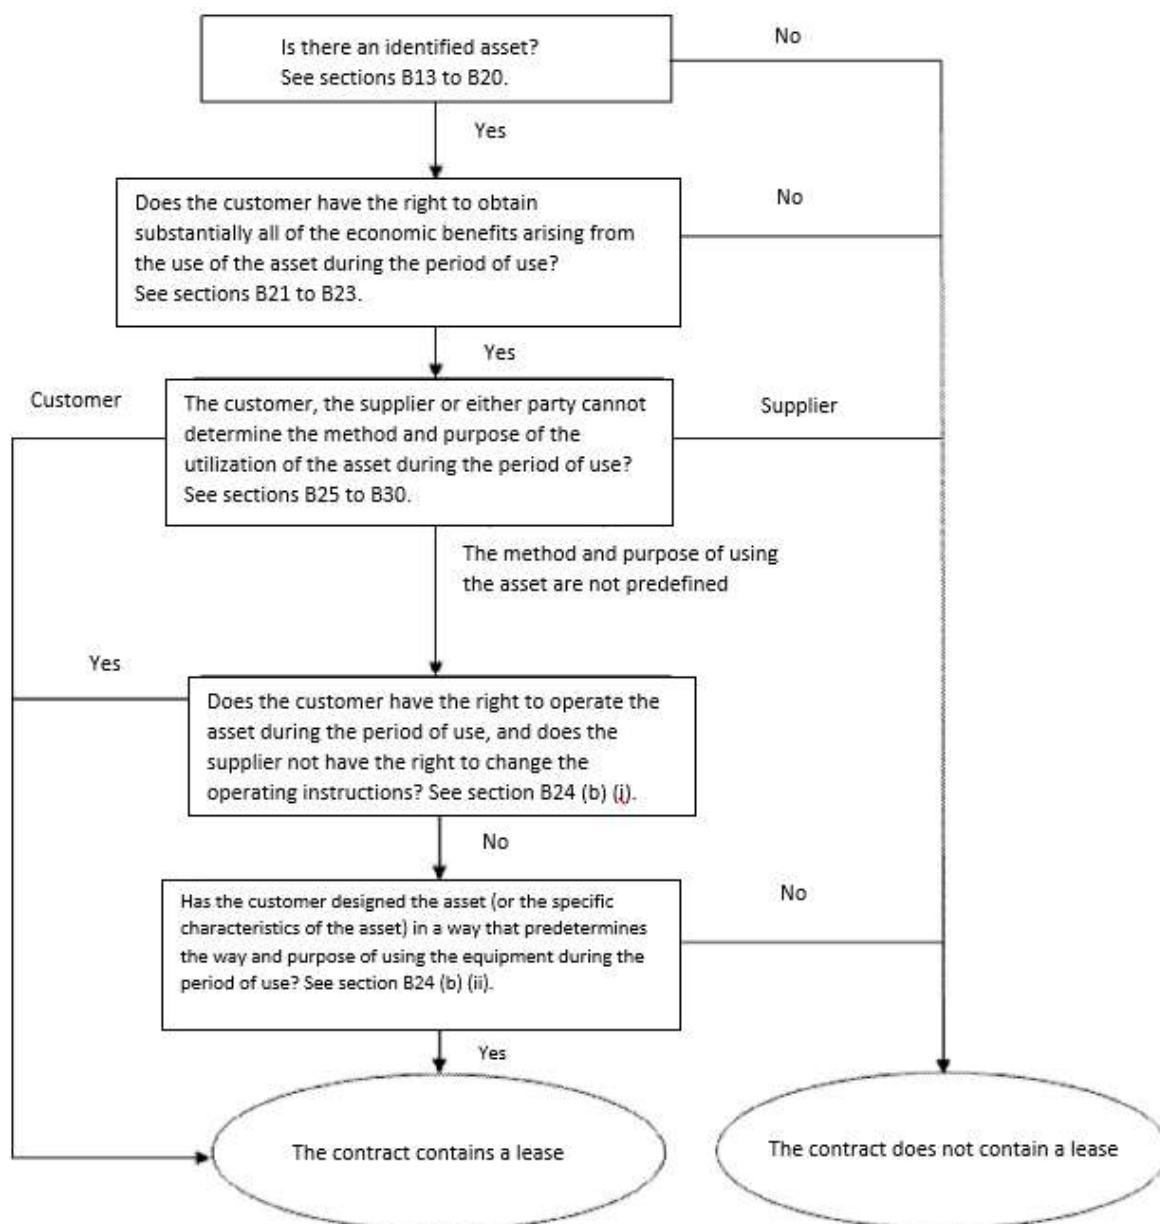 Is there an identified asset?
See sections B13 to B20.
No
Yes
Does the customer have the right to obtain
substantially all of the economic benefits arising from
the use of the asset during the period of use?
See sections B21 to B23.
No
Yes
Customer
The customer, the supplier or either party cannot
determine the method and purpose of the
utilization of the asset during the period of use?
See sections B25 to B30.
Supplier
The method and purpose of using
the asset are not predefined
Yes
Does the customer have the right to operate the
asset during the period of use, and does the
supplier not have the right to change the
operating instructions? See section B24 (b) (i).
No
Has the customer designed the asset (or the specific
characteristics of the asset) in a way that predetermines
the way and purpose of using the equipment during the
period of use? See section B24 (b) (ii).
No
Yes
The contract contains a lease
The contract does not contain a lease